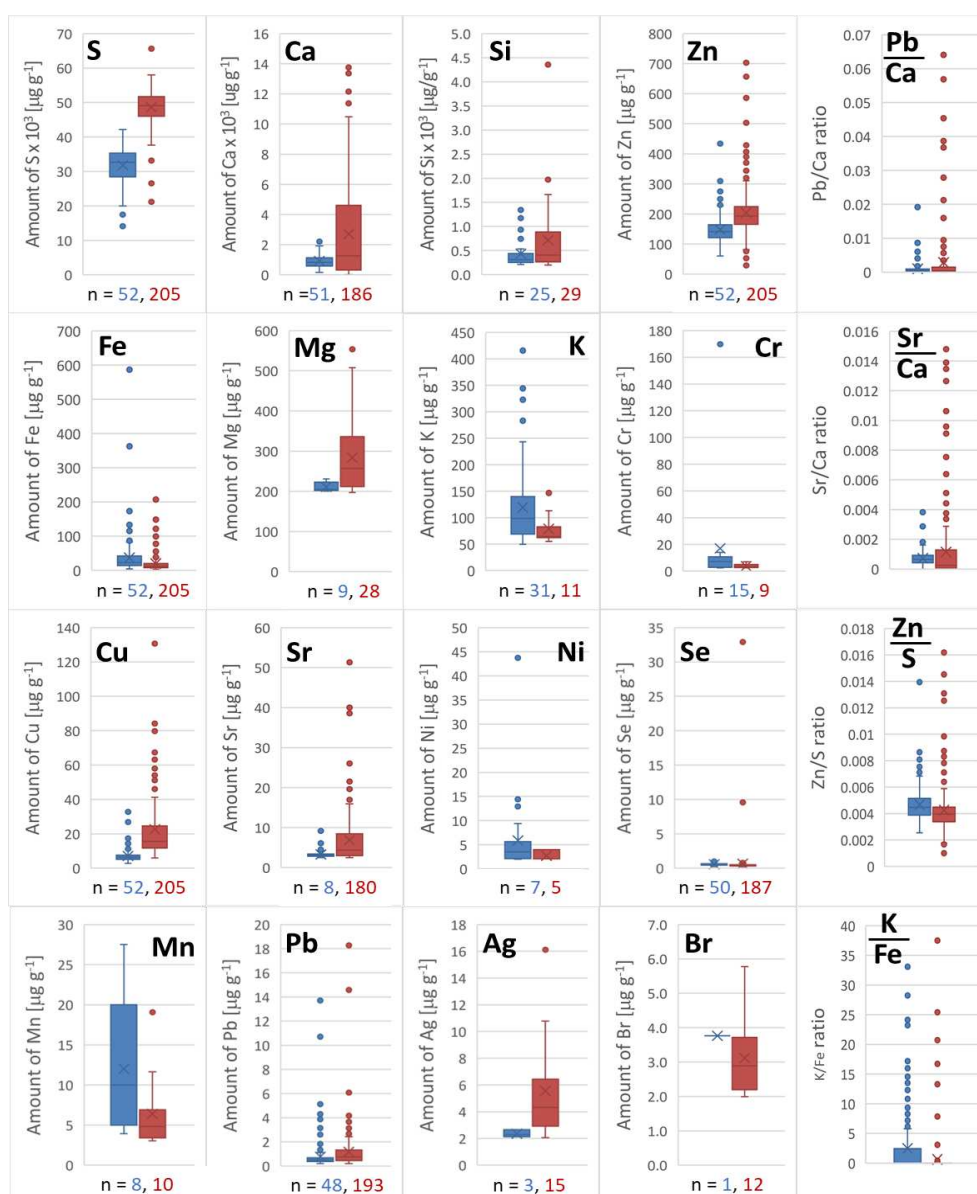 S
Amount of S x 10³ [µg g⁻¹]
70
60
50
40
30
20
10
0
n = 52, 205
Ca
Amount of Ca x 10³ [ug g⁻¹]
16
14
12
10
8
6
4
2
0
n =51, 186
Si
Amount of Si x 10³ [µg/g⁻¹]
5.0
4.5
4.0
3.5
3.0
2.5
2.0
1.5
1.0
0.5
0.0
n = 25, 29
Zn
Amount of Zn [µg g⁻¹]
800
700
600
500
400
300
200
100
0
n =52, 205
Pb
Ca
Pb/Ca ratio
0.07
0.06
0.05
0.04
0.03
0.02
0.01
0
Fe
Amount of Fe [µg g⁻¹]
700
600
500
400
300
200
100
0
n = 52, 205
Mg
Amount of Mg [µg g⁻¹]
600
500
400
300
200
100
0
n = 9, 28
K
Amount of K [µg g⁻¹]
450
400
350
300
250
200
150
100
50
0
n = 31, 11
Cr
Amount of Cr [µg g⁻¹]
180
160
140
120
100
80
60
40
20
0
n = 15, 9
Sr
Ca
Sr/Ca ratio
0.016
0.014
0.012
0.01
0.008
0.006
0.004
0.002
0
Cu
Amount of Cu [µg g⁻¹]
140
120
100
80
60
40
20
0
n = 52, 205
Sr
Amount of Sr [µg g⁻¹]
60
50
40
30
20
10
0
n = 8, 180
Ni
Amount of Ni [µg g⁻¹]
50
45
40
35
30
25
20
15
10
5
0
n = 7, 5
Se
Amount of Se [µg g⁻¹]
35
30
25
20
15
10
5
0
n = 50, 187
Zn
S
Zn/S ratio
0.018
0.016
0.014
0.012
0.01
0.008
0.006
0.004
0.002
0
Mn
Amount of Mn [µg g⁻¹]
30
25
20
15
10
5
0
n = 8, 10
Pb
Amount of Pb [µg g⁻¹]
20
18
16
14
12
10
8
6
4
2
0
n = 48, 193
Ag
Amount of Ag [µg g⁻¹]
18
16
14
12
10
8
6
4
2
0
n = 3, 15
Br
Amount of Br [µg g⁻¹]
7.0
6.0
5.0
4.0
3.0
2.0
1.0
0.0
n = 1, 12
K
Fe
K/Fe ratio
40
35
30
25
20
15
10
5
0